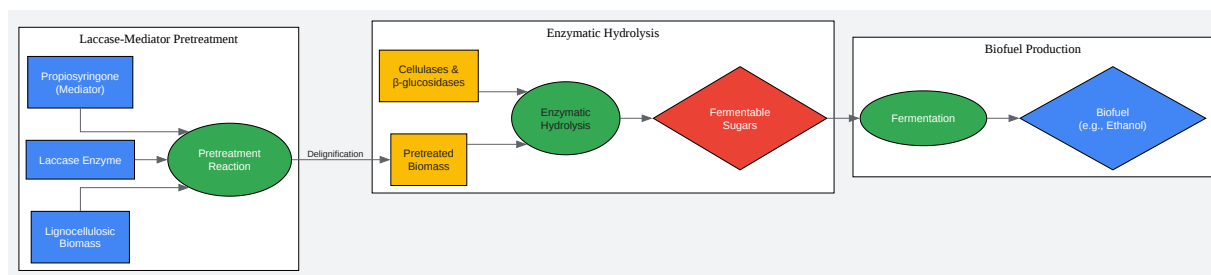 Laccase-Mediator Pretreatment
Propiosyringone
(Mediator)
Laccase Enzyme
Lignocellulosic
Biomass
Pretreatment
Reaction
Delignification
Enzymatic Hydrolysis
Cellulases &
β-glucosidases
Pretreated
Biomass
Enzymatic
Hydrolysis
Fermentable
Sugars
Biofuel Production
Fermentation
Biofuel
(e.g., Ethanol)